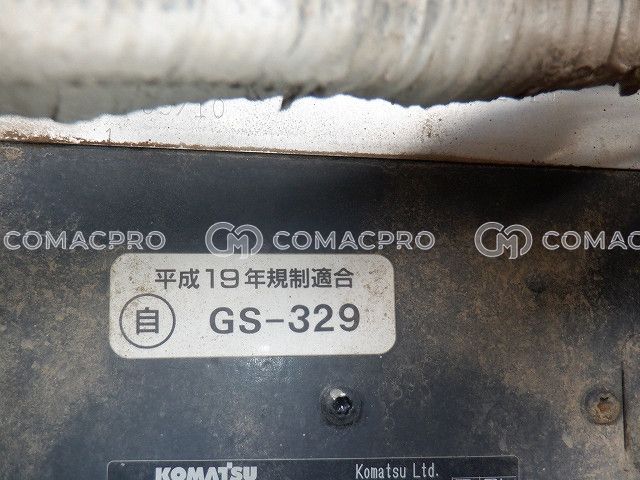 COMACPRO COMACPRO COMACPRO
平成19年規制適合
自 GS-329
KOMATSU Komatsu Ltd.